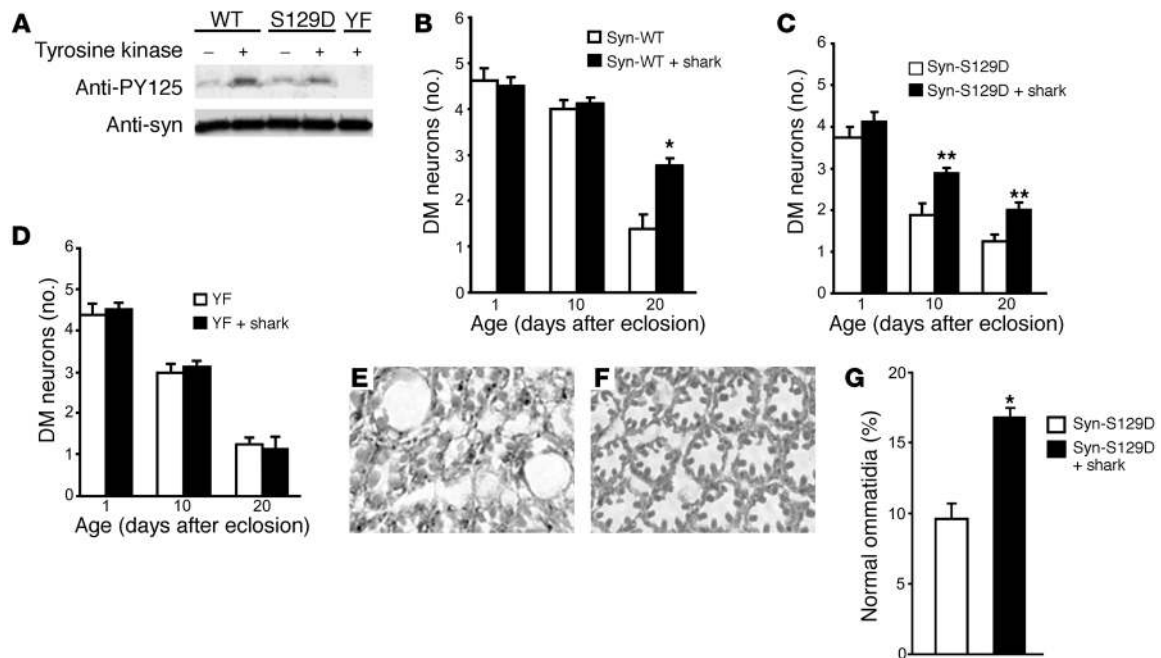 A
WT S129D YF
Tyrosine kinase – + – + +
Anti-PY125
Anti-syn
B
Syn-WT
Syn-WT + shark
DM neurons (no.)
6
5
4
3
2
1
0
*
1 10 20
Age (days after eclosion)
C
Syn-S129D
Syn-S129D + shark
DM neurons (no.)
6
5
4
3
2
1
0
**
**
1 10 20
Age (days after eclosion)
D
YF
YF + shark
DM neurons (no.)
6
5
4
3
2
1
0
1 10 20
Age (days after eclosion)
E
F
G
Normal ommatidia (%)
20
15
10
5
0
*
Syn-S129D
Syn-S129D
+ shark